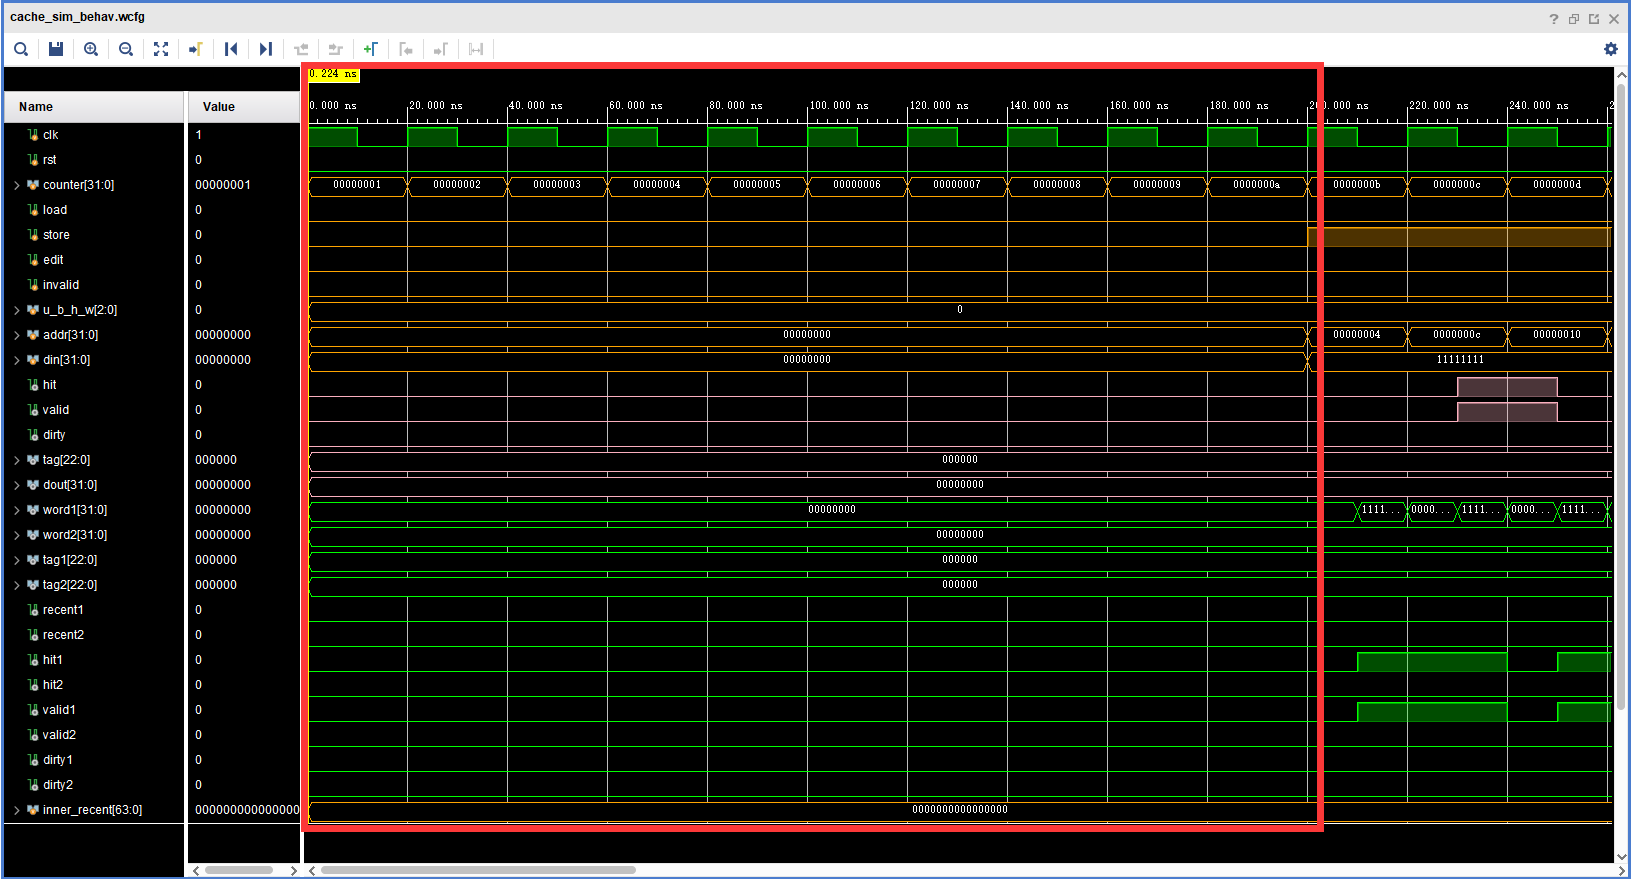 cache_sim_behav.wcfg
0.224 ns
Name Value
0.000 ns 20.000 ns 40.000 ns 60.000 ns 80.000 ns 100.000 ns 120.000 ns 140.000 ns 160.000 ns 180.000 ns 200.000 ns 220.000 ns 240.000 ns 2
clk 1
rst 0
counter[31:0] 00000001 00000001 00000002 00000003 00000004 00000005 00000006 00000007 00000008 00000009 0000000a 0000000b 0000000c 0000000d
load 0
store 0
edit 0
invalid 0
u_b_h_w[2:0] 0 0
addr[31:0] 00000000 00000000 00000004 0000000c 00000010
din[31:0] 00000000 00000000 11111111
hit 0
valid 0
dirty 0
tag[22:0] 000000 000000
dout[31:0] 00000000 00000000
word1[31:0] 00000000 00000000 1111... 0000... 1111... 0000... 1111...
word2[31:0] 00000000 00000000
tag1[22:0] 000000 000000
tag2[22:0] 000000 000000
recent1 0
recent2 0
hit1 0
hit2 0
valid1 0
valid2 0
dirty1 0
dirty2 0
inner_recent[63:0] 0000000000000000 0000000000000000